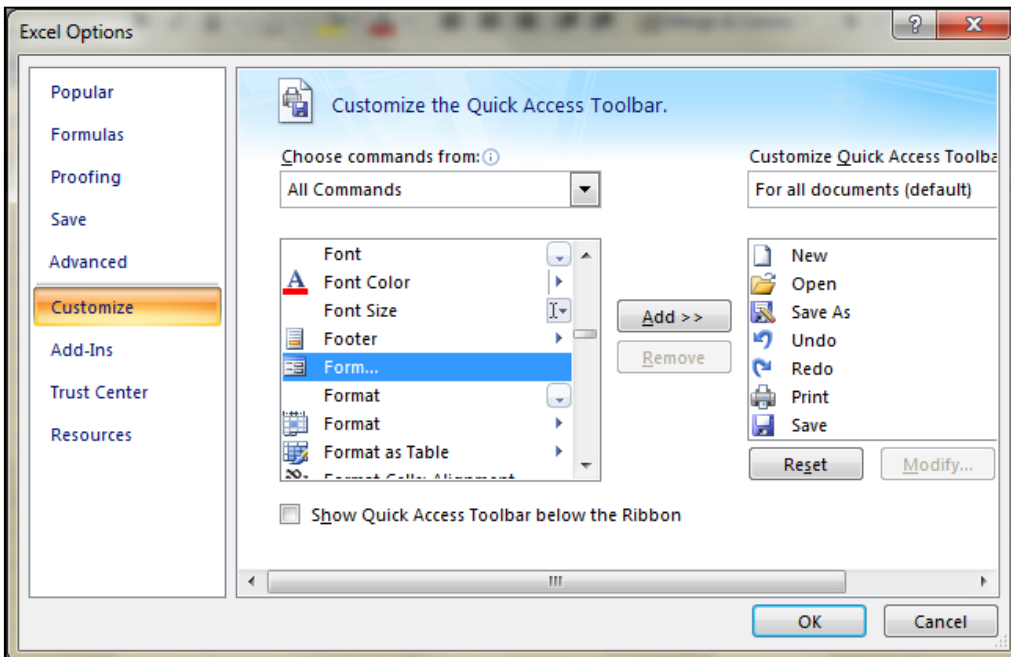 Excel Options
Popular
Formulas
Proofing
Save
Advanced
Customize
Add-Ins
Trust Center
Resources
Customize the Quick Access Toolbar.
Choose commands from:
All Commands
Font
Font Color
Font Size
Footer
Form...
Format
Format
Format as Table
Format Cells: Alignment
Add >>
Remove
Customize Quick Access Toolba
For all documents (default)
New
Open
Save As
Undo
Redo
Print
Save
Reset
Modify...
Show Quick Access Toolbar below the Ribbon
OK
Cancel